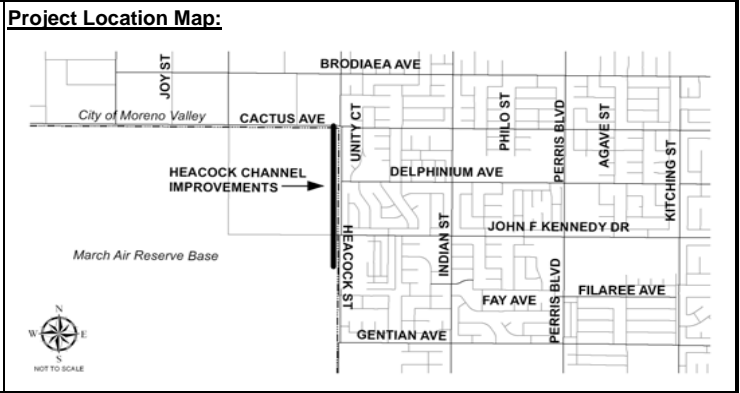 Project Location Map:
BRODIAEA AVE
JOY ST
City of Moreno Valley
CACTUS AVE
UNITY CT
PHILO ST
PERRIS BLVD
AGAVE ST
KITCHING ST
HEACOCK CHANNEL
IMPROVEMENTS
DELPHINIUM AVE
JOHN F KENNEDY DR
INDIAN ST
HEACOCK ST
March Air Reserve Base
PERRIS BLVD
FILAREE AVE
FAY AVE
GENTIAN AVE
N
W
E
S
NOT TO SCALE